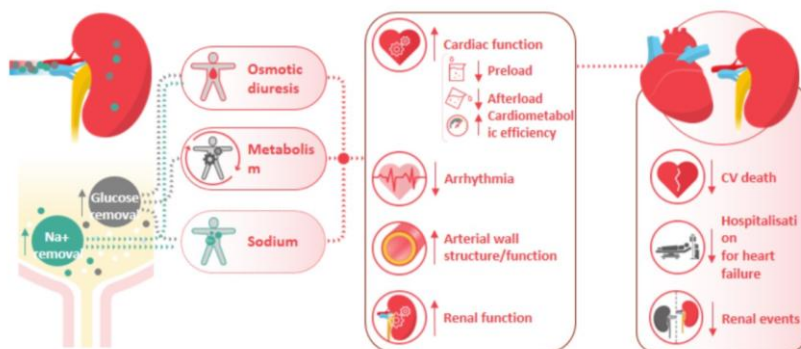 Osmotic
diuresis
Metabolis
m
Sodium
Glucose
removal
Na+
removal
Cardiac function
Preload
Afterload
Cardiometabol
ic efficiency
Arrhythmia
Arterial wall
structure/function
Renal function
CV death
Hospitalisati
on
for heart
failure
Renal events